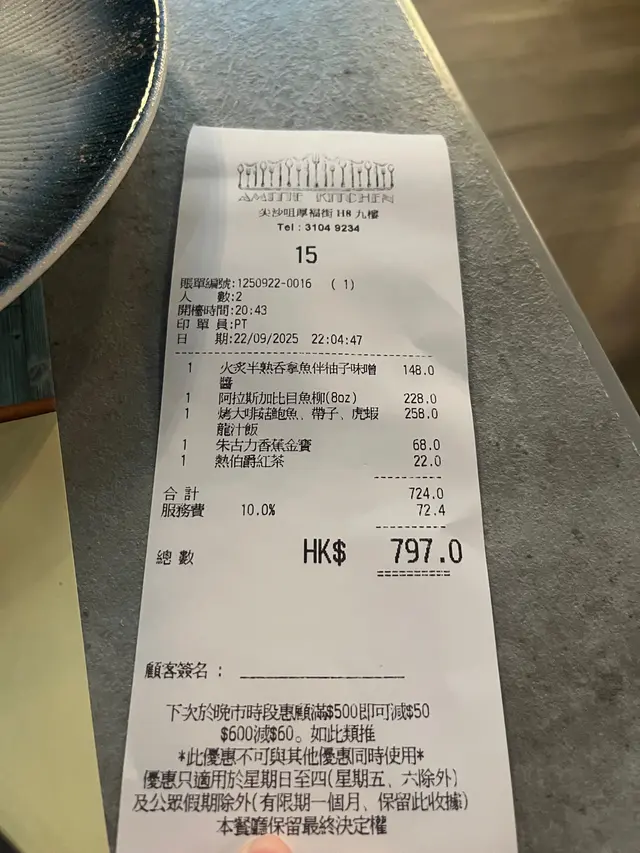 AMITIE KITCHEN
尖沙咀厚福街 H8 九樓
Tel : 3104 9234
15
賬單編號:1250922-0016 ( 1)
人 數:2
開檯時間:20:43
印 單 員:PT
日 期:22/09/2025 22:04:47
1 火炙半熟吞拿魚伴柚子味噌 148.0
醬
1 阿拉斯加比目魚柳(8oz) 228.0
1 烤大啡菇鮑魚、帶子、虎蝦 258.0
龍汁飯
1 朱古力香蕉金寶 68.0
1 熱伯爵紅茶 22.0
合 計 724.0
服務費 10.0% 72.4
總 數 HK$ 797.0
顧客簽名 :
下次於晚市時段惠顧滿$500即可減$50
$600減$60。如此類推
*此優惠不可與其他優惠同時使用*
優惠只適用於星期日至四(星期五、六除外)
及公眾假期除外(有限期一個月、保留此收據)
本餐廳保留最終決定權